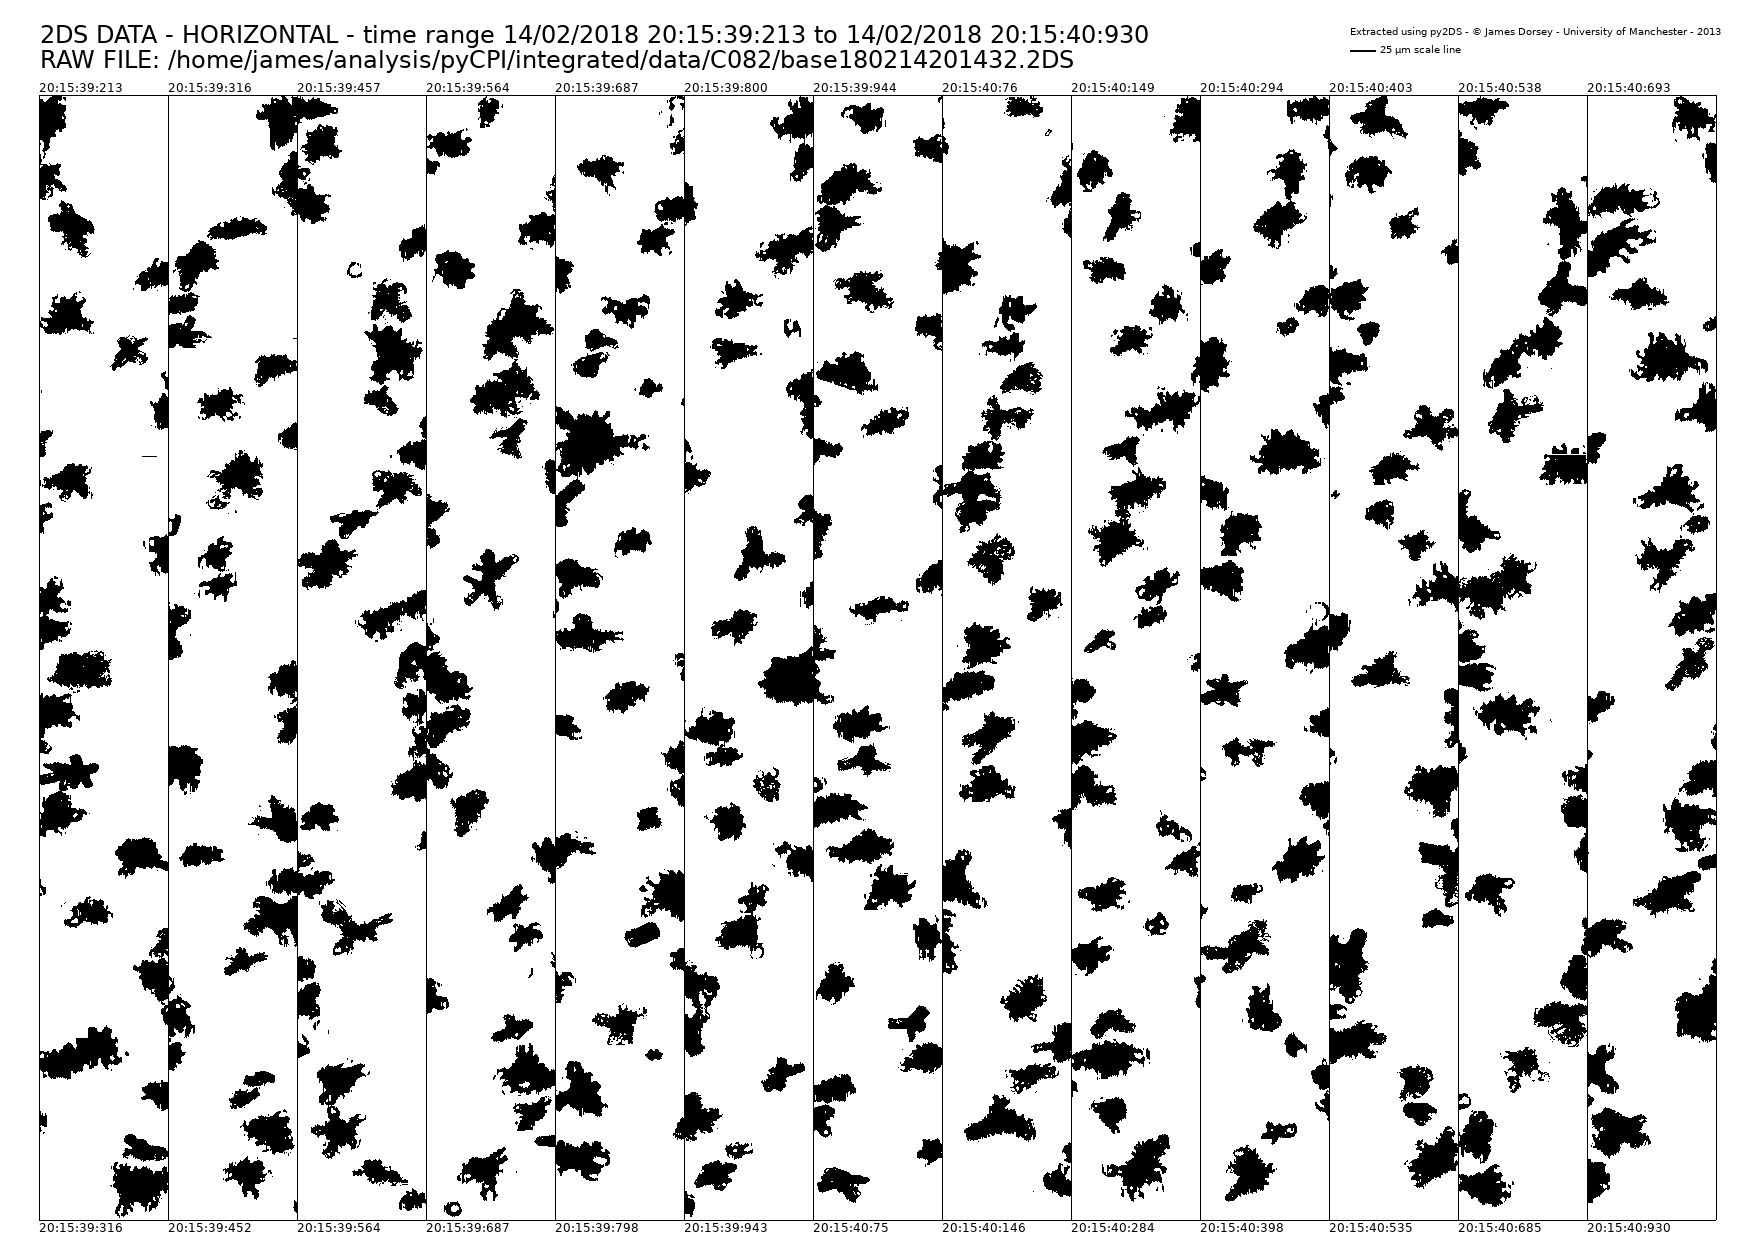 2DS DATA - HORIZONTAL - time range 14/02/2018 20:15:39:213 to 14/02/2018 20:15:40:930
RAW FILE: /home/james/analysis/pyCPI/integrated/data/C082/base180214201432.2DS
Extracted using py2DS - © James Dorsey - University of Manchester - 2013
25 µm scale line
20:15:39:213 20:15:39:316 20:15:39:457 20:15:39:564 20:15:39:687 20:15:39:800 20:15:39:944 20:15:40:76 20:15:40:149 20:15:40:294 20:15:40:403 20:15:40:538 20:15:40:693
20:15:39:316 20:15:39:452 20:15:39:564 20:15:39:687 20:15:39:798 20:15:39:943 20:15:40:75 20:15:40:146 20:15:40:284 20:15:40:398 20:15:40:535 20:15:40:685 20:15:40:930